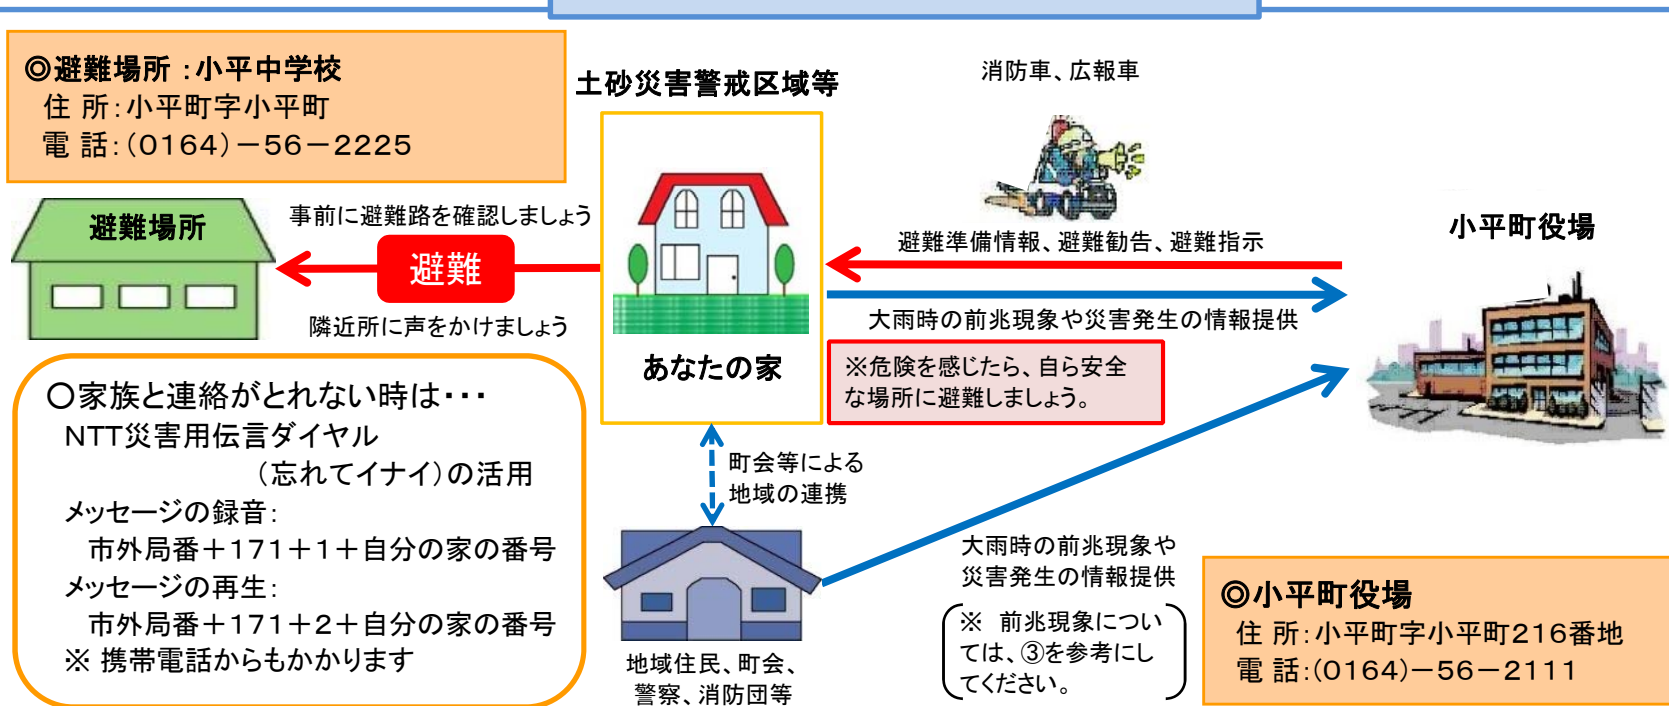 ◎避難場所：小平中学校
住 所：小平町字小平町
電 話：(０１６４)－５６－２２２５
避難場所
事前に避難路を確認しましょう
避難
隣近所に声をかけましょう
土砂災害警戒区域等
あなたの家
消防車、広報車
避難準備情報、避難勧告、避難指示
大雨時の前兆現象や災害発生の情報提供
※危険を感じたら、自ら安全
な場所に避難しましょう。
小平町役場
○家族と連絡がとれない時は・・・
NTT災害用伝言ダイヤル
（忘れてイナイ）の活用
メッセージの録音：
市外局番＋１７１＋１＋自分の家の番号
メッセージの再生：
市外局番＋１７１＋２＋自分の家の番号
※ 携帯電話からもかかります
町会等による
地域の連携
地域住民、町会、
警察、消防団等
大雨時の前兆現象や
災害発生の情報提供
※ 前兆現象につい
ては、③を参考にし
てください。
◎小平町役場
住 所：小平町字小平町２１６番地
電 話：(０１６４)－５６－２１１１